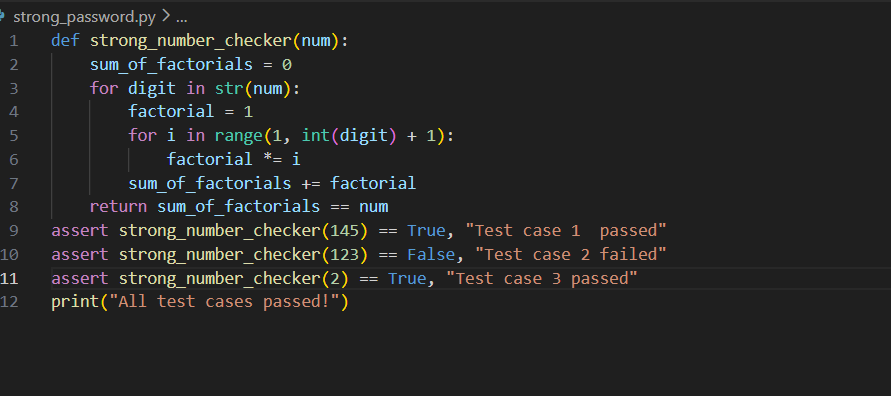 strong_password.py > ...
1 def strong_number_checker(num):
2     sum_of_factorials = 0
3     for digit in str(num):
4         factorial = 1
5         for i in range(1, int(digit) + 1):
6             factorial *= i
7         sum_of_factorials += factorial
8     return sum_of_factorials == num
9 assert strong_number_checker(145) == True, "Test case 1  passed"
10 assert strong_number_checker(123) == False, "Test case 2 failed"
11 assert strong_number_checker(2) == True, "Test case 3 passed"
12 print("All test cases passed!")